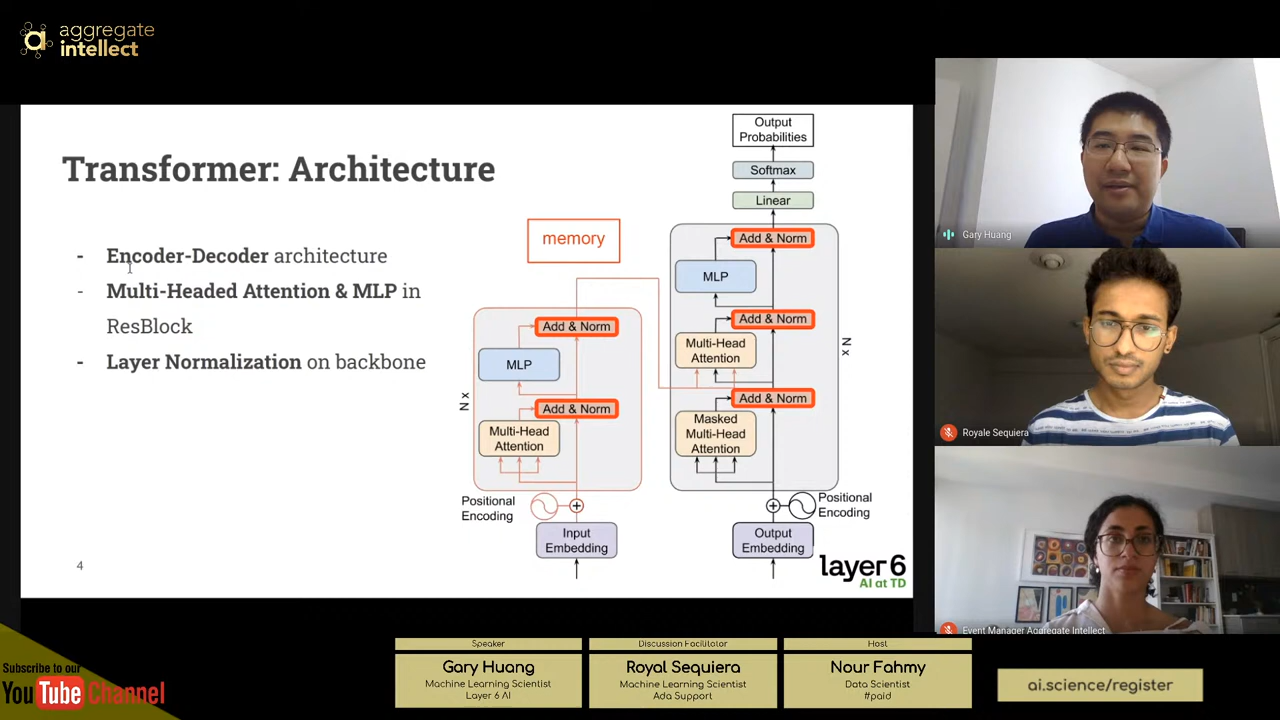 aggregate
intellect
Transformer: Architecture
- Encoder-Decoder architecture
- Multi-Headed Attention & MLP in
ResBlock
- Layer Normalization on backbone
4
memory
Add & Norm
MLP
N x
Add & Norm
Multi-Head
Attention
Positional
Encoding
Input
Embedding
Output
Probabilities
Softmax
Linear
Add & Norm
MLP
Add & Norm
Multi-Head
Attention
N x
Add & Norm
Masked
Multi-Head
Attention
Positional
Encoding
Output
Embedding
layer 6
AI at TD
Gary Huang
Royale Sequiera
Event Manager Aggregate Intellect
Subscribe to our
YouTube Channel
Speaker
Gary Huang
Machine Learning Scientist
Layer 6 AI
Discussion Facilitator
Royal Sequiera
Machine Learning Scientist
Ada Support
Host
Nour Fahmy
Data Scientist
#paid
ai.science/register